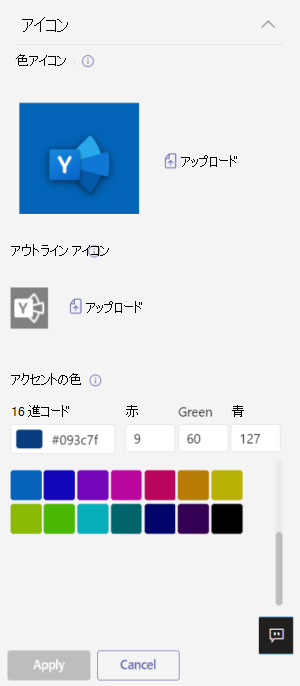 アイコン
色アイコン
Y
アップロード
アウトライン アイコン
Y
アップロード
アクセントの色
16 進コード 赤 Green 青
#093c7f 9 60 127
Apply Cancel